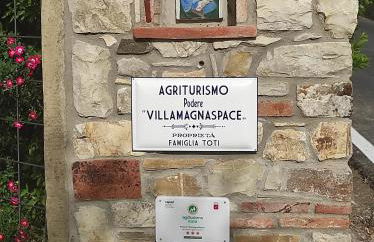 AGRITURISMO
Podere
"VILLAMAGNASPACE"
PROPRIETÀ
FAMIGLIA TOTI